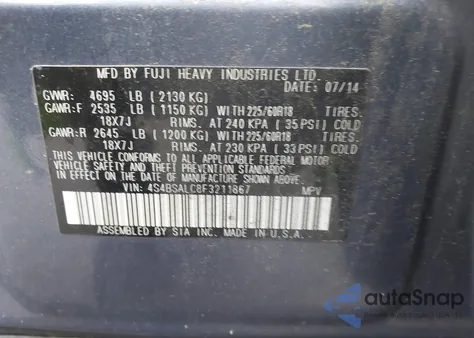 MFD BY FUJI HEAVY INDUSTRIES LTD.
DATE: 07/14
GVWR: 4695 LB ( 2130 KG)
GAWR:F 2535 LB ( 1150 KG) WITH 225/60R18 TIRES.
18X7J RIMS. AT 240 KPA ( 35 PSI) COLD
GAWR:R 2645 LB ( 1200 KG) WITH 225/60R18 TIRES.
18X7J RIMS. AT 230 KPA ( 33 PSI) COLD
THIS VEHICLE CONFORMS TO ALL APPLICABLE FEDERAL MOTOR
VEHICLE SAFETY AND THEFT PREVENTION STANDARDS
IN EFFECT ON THE DATE OF MANUFACTURE SHOWN ABOVE.
VIN: 4S4BSALC8F3211867 MPV
ASSEMBLED BY SIA INC. MADE IN U.S.A.
autoSnap